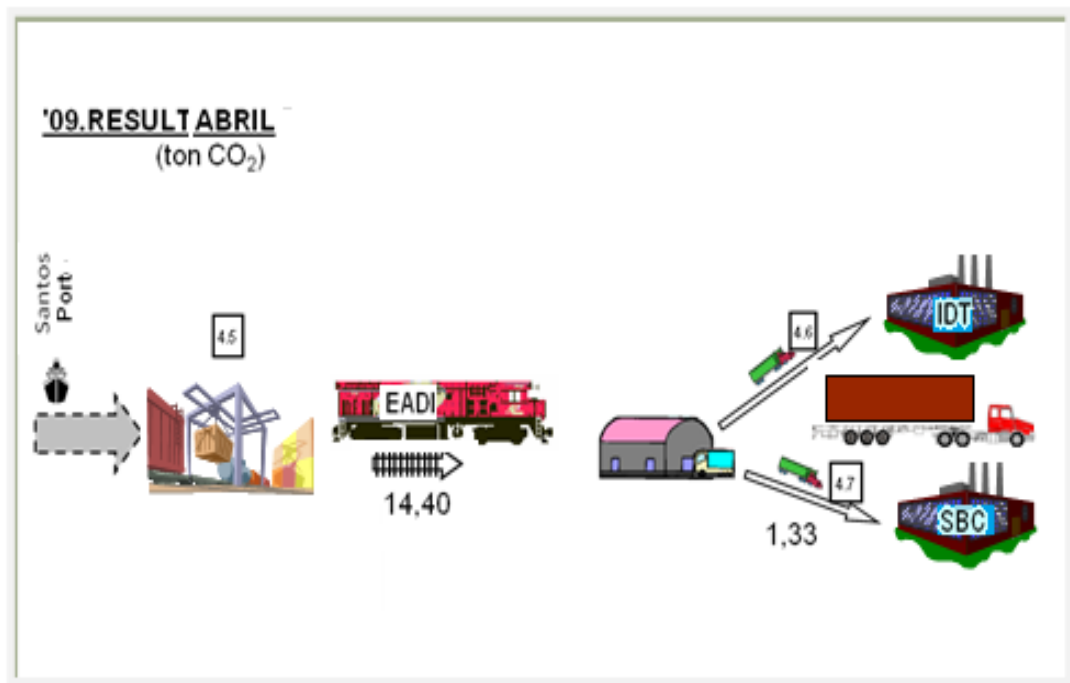 '09.RESULT ABRIL
(ton CO₂)
Santos
Port
4.5
EADI
14,40
4.6
IDT
4.7
SBC
1,33